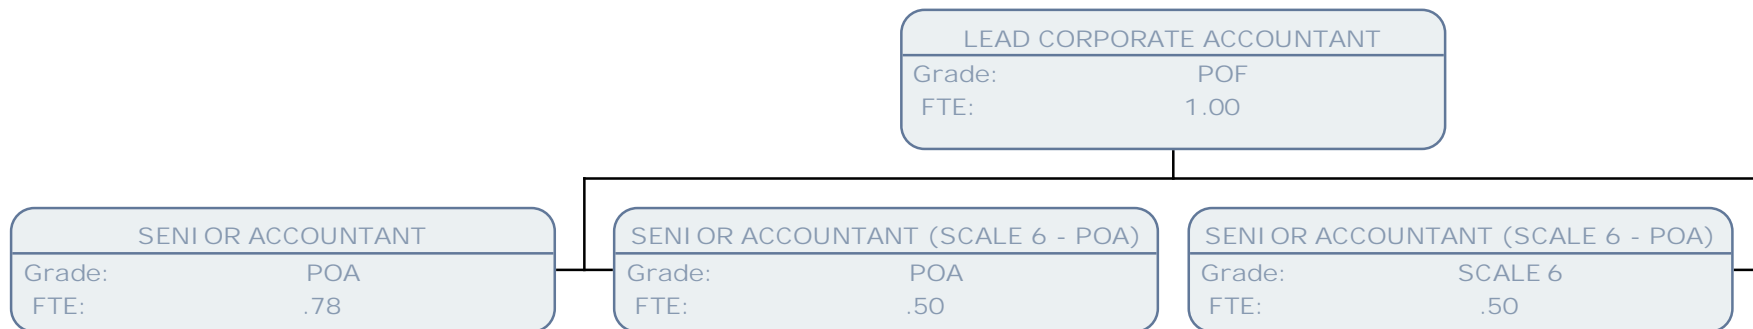 LEAD CORPORATE ACCOUNTANT
Grade: POF
FTE: 1.00
SENIOR ACCOUNTANT
Grade: POA
FTE: .78
SENIOR ACCOUNTANT (SCALE 6 - POA)
Grade: POA
FTE: .50
SENIOR ACCOUNTANT (SCALE 6 - POA)
Grade: SCALE 6
FTE: .50